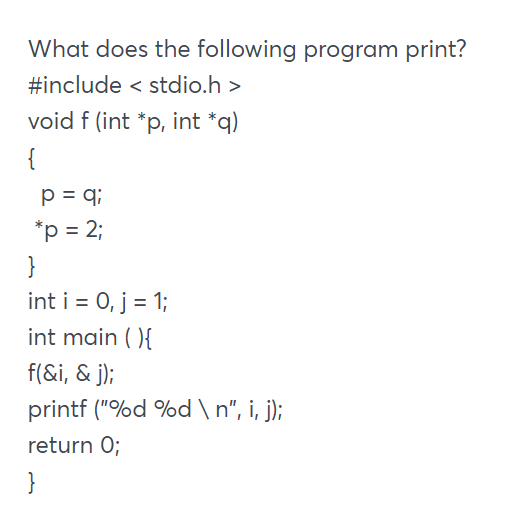 What does the following program print?
#include < stdio.h >
void f (int *p, int *q)
{
p = q;
*p = 2;
}
int i = 0, j = 1;
int main ( ){
f(&i, & j);
printf ("%d %d \ n", i, j);
return 0;
}